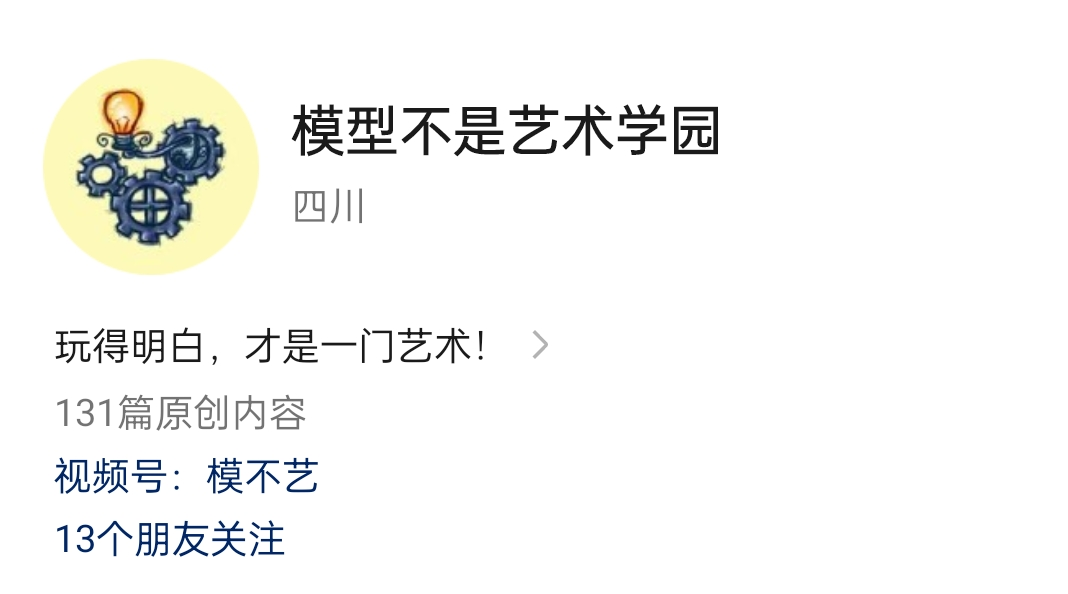 模型不是艺术学园
四川
玩得明白，才是一门艺术！
131篇原创内容
视频号：模不艺
13个朋友关注